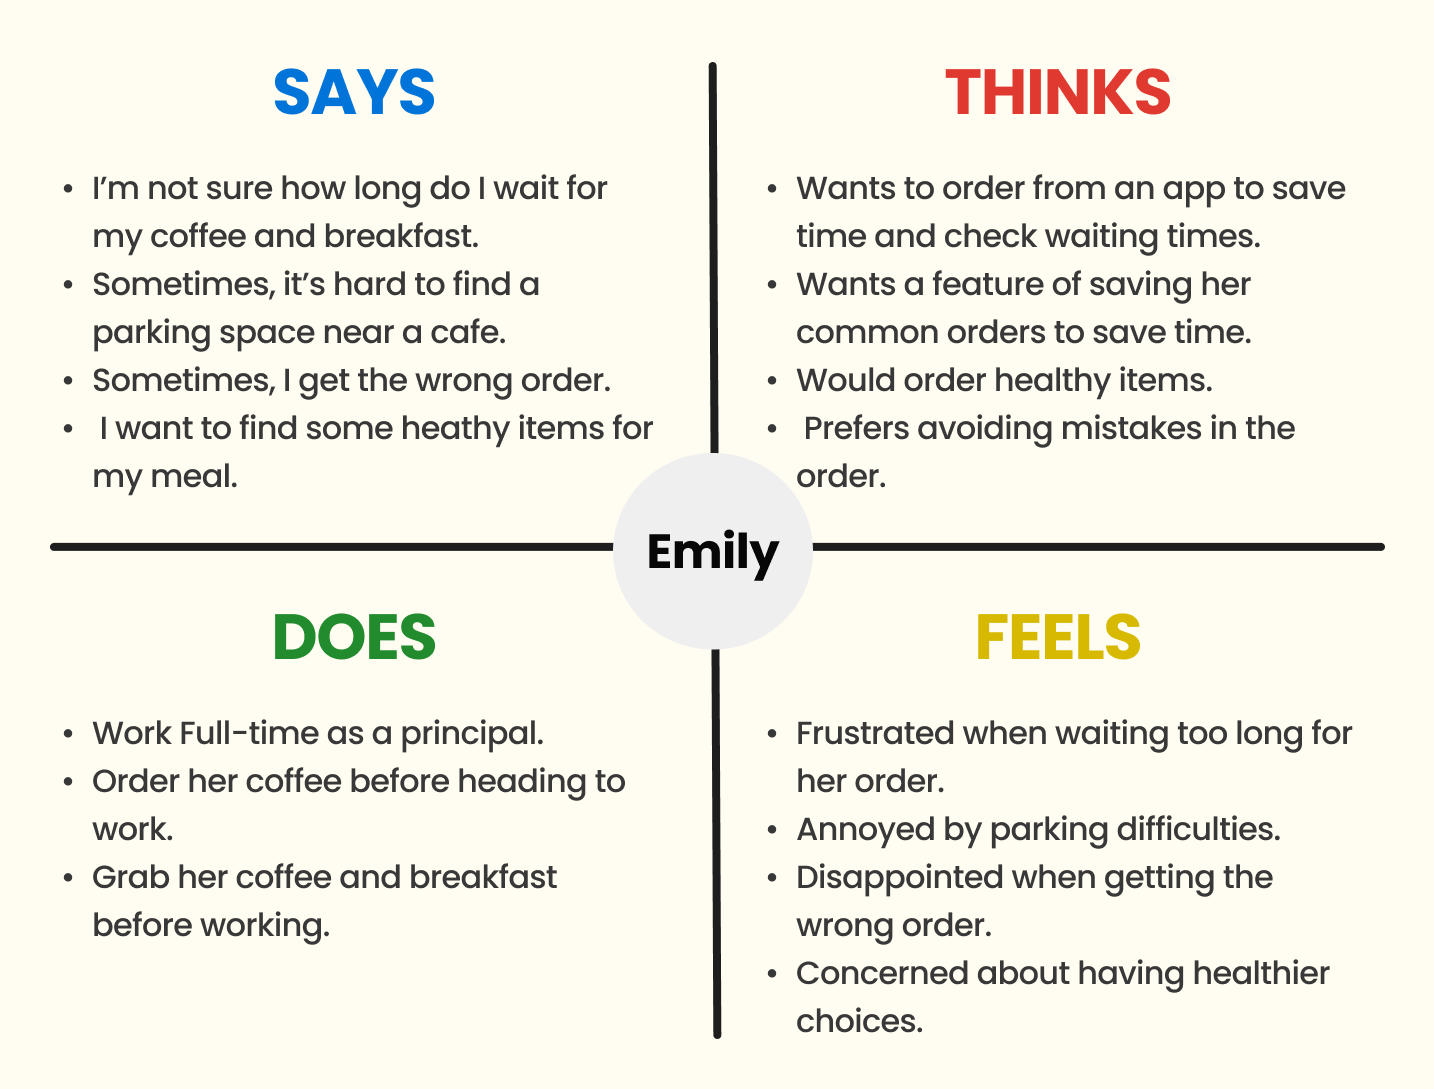 SAYS
• I’m not sure how long do I wait for
my coffee and breakfast.
• Sometimes, it’s hard to find a
parking space near a cafe.
• Sometimes, I get the wrong order.
• I want to find some heathy items for
my meal.
THINKS
• Wants to order from an app to save
time and check waiting times.
• Wants a feature of saving her
common orders to save time.
• Would order healthy items.
• Prefers avoiding mistakes in the
order.
Emily
DOES
• Work Full-time as a principal.
• Order her coffee before heading to
work.
• Grab her coffee and breakfast
before working.
FEELS
• Frustrated when waiting too long for
her order.
• Annoyed by parking difficulties.
• Disappointed when getting the
wrong order.
• Concerned about having healthier
choices.